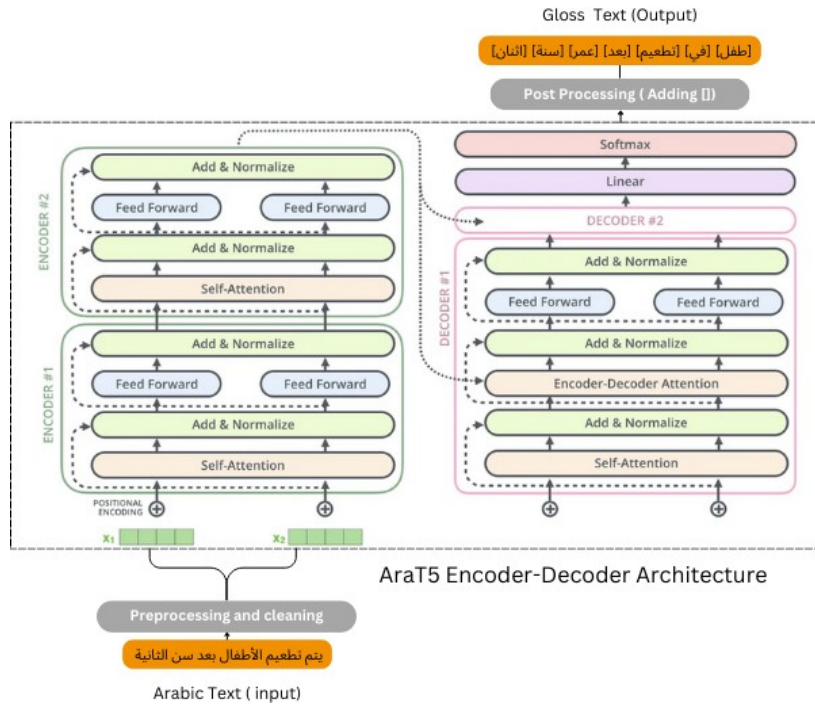 Gloss Text (Output)
[طفل] [في] [تطعيم] [بعد] [عمر] [سنة] [اثنان]
Post Processing ( Adding [])
Softmax
Linear
DECODER #2
DECODER #1
Add & Normalize
Feed Forward
Feed Forward
Add & Normalize
Encoder-Decoder Attention
Add & Normalize
Self-Attention
ENCODER #2
Add & Normalize
Feed Forward
Feed Forward
Add & Normalize
Self-Attention
ENCODER #1
Add & Normalize
Feed Forward
Feed Forward
Add & Normalize
Self-Attention
POSITIONAL
ENCODING
X₁
X₂
AraT5 Encoder-Decoder Architecture
Preprocessing and cleaning
يتم تطعيم الأطفال بعد سن الثانية
Arabic Text ( input)